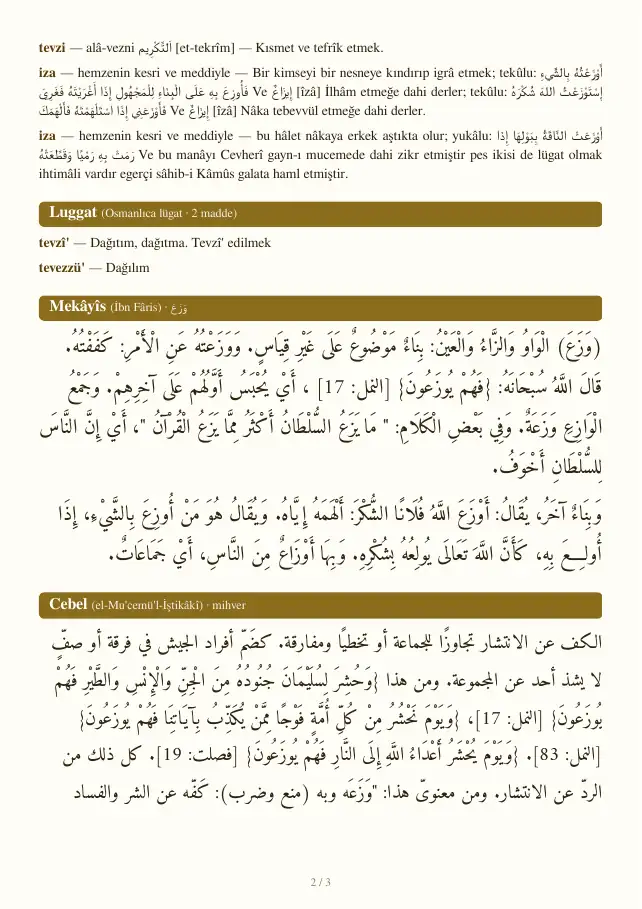 tevzi — alâ-vezni اَلتَّكْرِيم [et-tekrîm] — Kısmet ve tefrîk etmek.
iza — hemzenin kesri ve meddiyle — Bir kimseyi bir nesneye kındırıp igrâ etmek; tekûlu: أَوْزَعْتُهُ بِالشَّيْءِ
فَأُوزِعَ بِهِ عَلَى الْبِنَاءِ لِلْمَجْهُولِ إِذَا أَغْرَيْتَهُ فَغَرِيَ Ve إِيزَاعٌ [îzâ] İlhâm etmeğe dahi derler; tekûlu: إِسْتَوْزَعْتُ اللهَ شُكْرَهُ
فَأَوْزَعَنِي إِذَا اسْتَلْهَمْتَهُ فَأَلْهَمَكَ Ve إِيزَاعٌ [îzâ] Nâka tebevvül etmeğe dahi derler.
iza — hemzenin kesri ve meddiyle — bu hâlet nâkaya erkek aştıkta olur; yukâlu: أَوْزَعَتْ النَّاقَةُ بِبَوْلِهَا إِذَا
رَمَتْ بِهِ رَمْيًا وَقَطَّعَتْهُ Ve bu manâyı Cevherî gayn-ı mucemede dahi zikr etmiştir pes ikisi de lügat olmak
ihtimâli vardır egerçi sâhib-i Kâmûs galata haml etmiştir.
Luggat (Osmanlıca lügat · 2 madde)
tevzî' — Dağıtım, dağıtma. Tevzî' edilmek
tevezzü' — Dağılım
Mekâyîs (İbn Fâris) · وَزَعَ
(وَزَعَ) الْوَاوُ وَالزَّاءُ وَالْعَيْنُ: بِنَاءٌ مَوْضُوعٌ عَلَى غَيْرِ قِيَاسٍ. وَوَزَعْتُهُ عَنِ الْأَمْرِ: كَفَفْتُهُ.
قَالَ اللَّهُ سُبْحَانَهُ: {فَهُمْ يُوزَعُونَ} [النمل: 17] ، أَيْ يُحْبَسُ أَوَّلُهُمْ عَلَى آخِرِهِمْ. وَجَمْعُ
الْوَازِعِ وَزَعَةٌ. وَفِي بَعْضِ الْكَلَامِ: " مَا يَزَعُ السُّلْطَانُ أَكْثَرُ مِمَّا يَزَعُ الْقُرْآنُ "، أَيْ إِنَّ النَّاسَ
لِلسُّلْطَانِ أَخْوَفُ.
وَبِنَاءٌ آخَرُ، يُقَالُ: أَوْزَعَ اللَّهُ فُلَانًا الشُّكْرَ: أَلْهَمَهُ إِيَّاهُ. وَيُقَالُ هُوَ مَنْ أُوزِعَ بِالشَّيْءِ، إِذَا
أُولِعَ بِهِ، كَأَنَّ اللَّهَ تَعَالَى يُولِعُهُ بِشُكْرِهِ. وَبِهَا أَوْزَاعٌ مِنَ النَّاسِ، أَيْ جَمَاعَاتٌ.
Cebel (el-Mu'cemü'l-İştikâkî) · mihver
الكف عن الانتشار تجاوزًا للجماعة أو تخطيًا ومفارقة. كضَمّ أفراد الجيش في فرقة أو صفٍّ
لا يشذ أحد عن المجموعة. ومن هذا {وَحُشِرَ لِسُلَيْمَانَ جُنُودُهُ مِنَ الْجِنِّ وَالْإِنْسِ وَالطَّيْرِ فَهُمْ
يُوزَعُونَ} [النمل: 17]، {وَيَوْمَ نَحْشُرُ مِنْ كُلِّ أُمَّةٍ فَوْجًا مِمَّنْ يُكَذِّبُ بِآيَاتِنَا فَهُمْ يُوزَعُونَ}
[النمل: 83]. {وَيَوْمَ يُحْشَرُ أَعْدَاءُ اللَّهِ إِلَى النَّارِ فَهُمْ يُوزَعُونَ} [فصلت: 19]. كل ذلك من
الردّ عن الانتشار. ومن معنويّ هذا: "وَزَعَه وبه (منع وضرب): كَفّه عن الشر والفساد
2 / 3